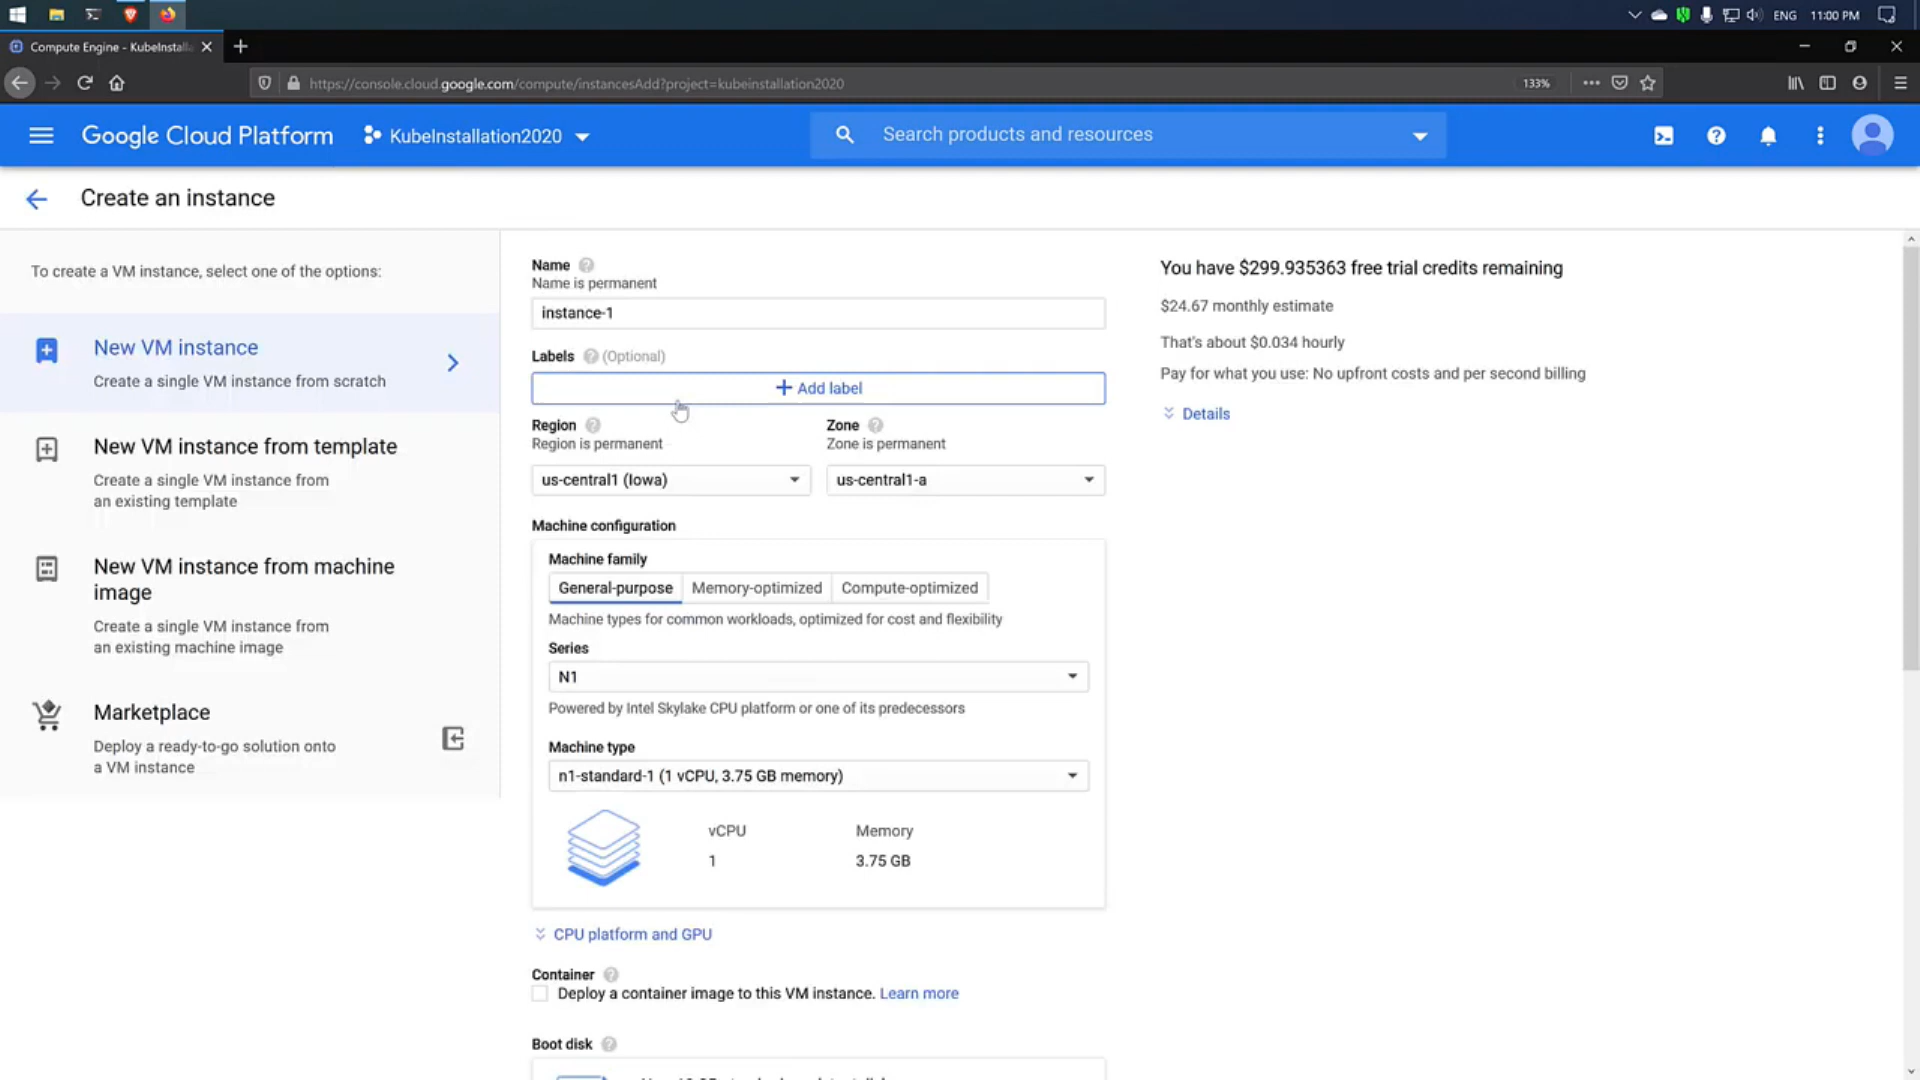 ENG 11:00 PM
Compute Engine - KubeInstall
https://console.cloud.google.com/compute/instancesAdd?project=kubeinstallation2020
133%
Google Cloud Platform KubeInstallation2020 Search products and resources
Create an instance
To create a VM instance, select one of the options:
New VM instance
Create a single VM instance from scratch
New VM instance from template
Create a single VM instance from
an existing template
New VM instance from machine
image
Create a single VM instance from
an existing machine image
Marketplace
Deploy a ready-to-go solution onto
a VM instance
Name
Name is permanent
instance-1
Labels (Optional)
+ Add label
Region
Region is permanent
us-central1 (Iowa)
Zone
Zone is permanent
us-central1-a
Machine configuration
Machine family
General-purpose Memory-optimized Compute-optimized
Machine types for common workloads, optimized for cost and flexibility
Series
N1
Powered by Intel Skylake CPU platform or one of its predecessors
Machine type
n1-standard-1 (1 vCPU, 3.75 GB memory)
vCPU Memory
1 3.75 GB
CPU platform and GPU
Container
Deploy a container image to this VM instance. Learn more
Boot disk
You have $299.935363 free trial credits remaining
$24.67 monthly estimate
That's about $0.034 hourly
Pay for what you use: No upfront costs and per second billing
Details